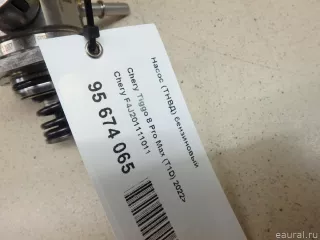 Насос (ТНВД) бензиновый
Chery Tiggo 8 Pro Max (T1D) 2022>
Chery F4J201111011
95 674 065
eaural.ru